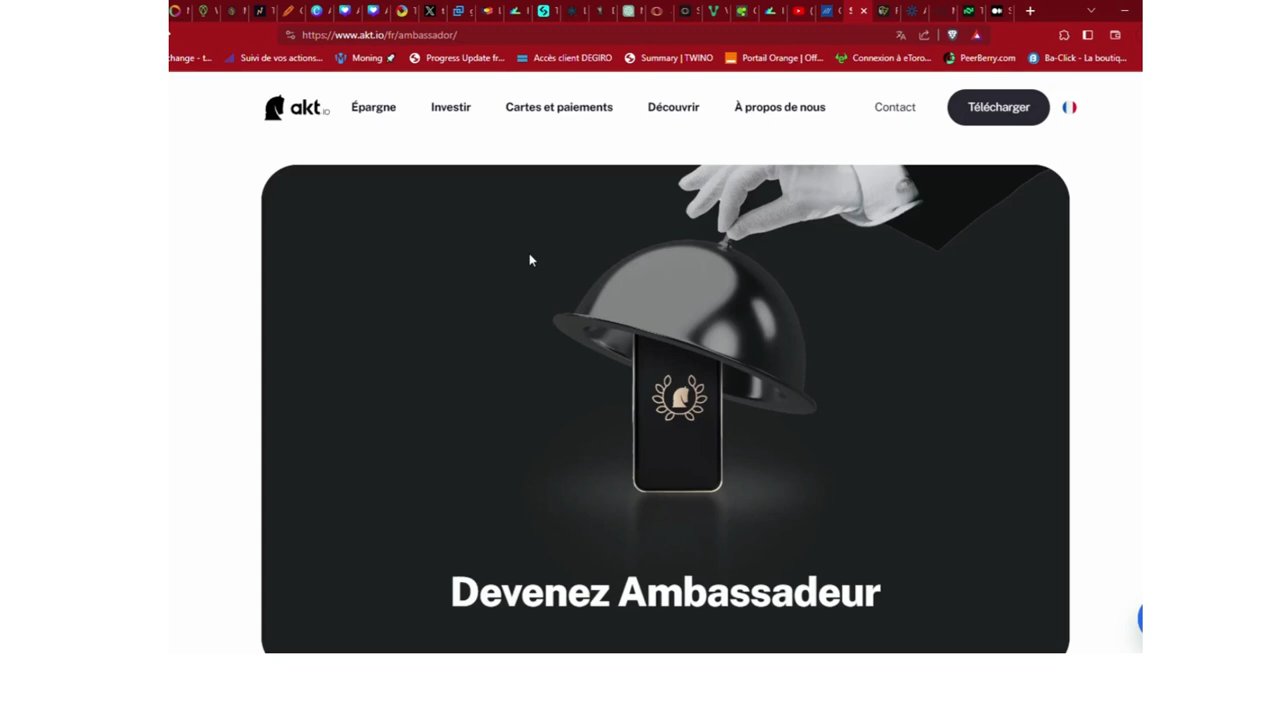 https://www.akt.io/fr/ambassador/
change - t...
Suivi de vos actions...
Moning
Progress Update fr...
Accès client DEGIRO
Summary | TWINO
Portail Orange | Off...
Connexion à eToro...
PeerBerry.com
Ba-Click - La boutiq...
akt io
Épargne
Investir
Cartes et paiements
Découvrir
À propos de nous
Contact
Télécharger
Devenez Ambassadeur